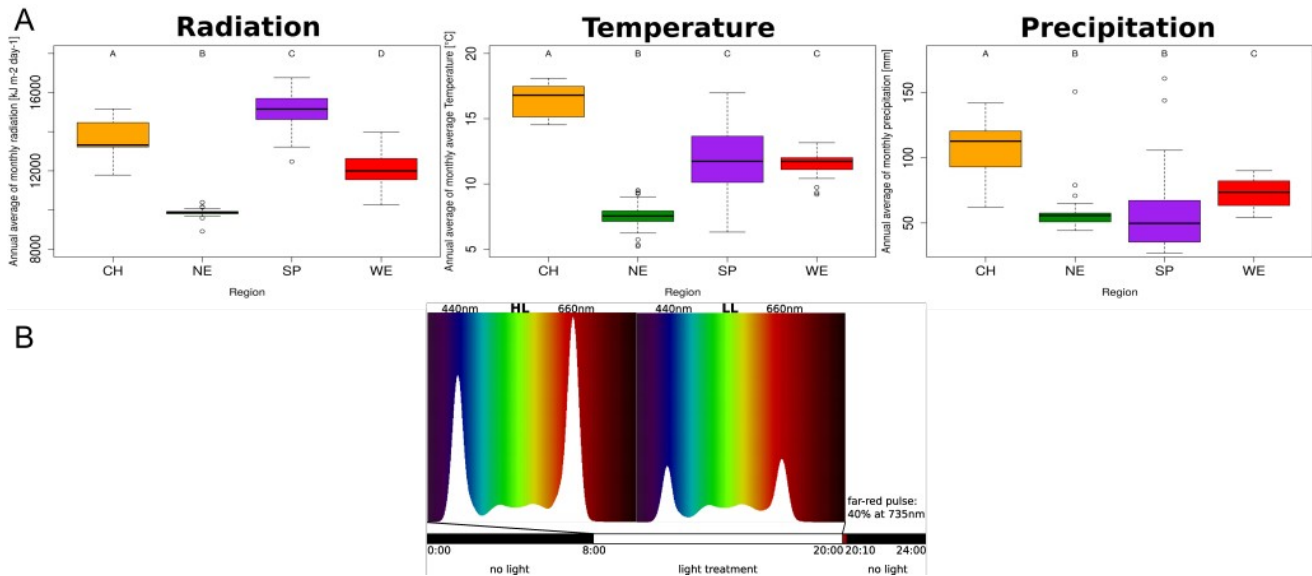 A
Radiation
Annual average of monthly radiation [kJ m-2 day-1]
16000
12000
8000
A B C D
CH NE SP WE
Region
Temperature
Annual average of monthly average Temperature [°C]
20
15
10
5
A B C C
CH NE SP WE
Region
Precipitation
Annual average of monthly precipitation [mm]
150
100
50
A B B C
CH NE SP WE
Region
B
440nm HL 660nm
440nm LL 660nm
far-red pulse:
40% at 735nm
0:00 8:00 20:00 20:10 24:00
no light light treatment no light